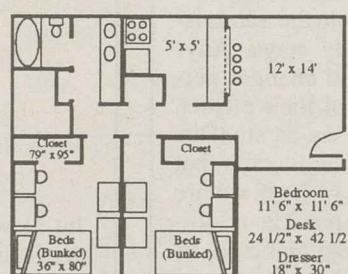 5' x 5'
12' x 14'
Closet
79" x 95"
Closet
Bedroom
11' 6" x 11' 6"
Desk
24 1/2" x 42 1/2
Dresser
18" x 30"
Beds
(Bunked)
36" x 80"
Beds
(Bunked)